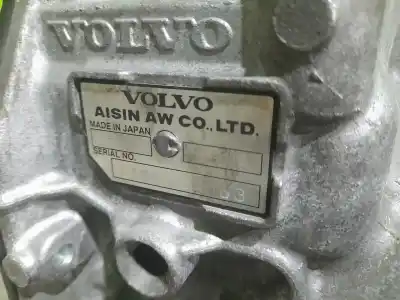 VOLVO
VOLVO
AISIN AW CO.,LTD.
MADE IN JAPAN
SERIAL NO.